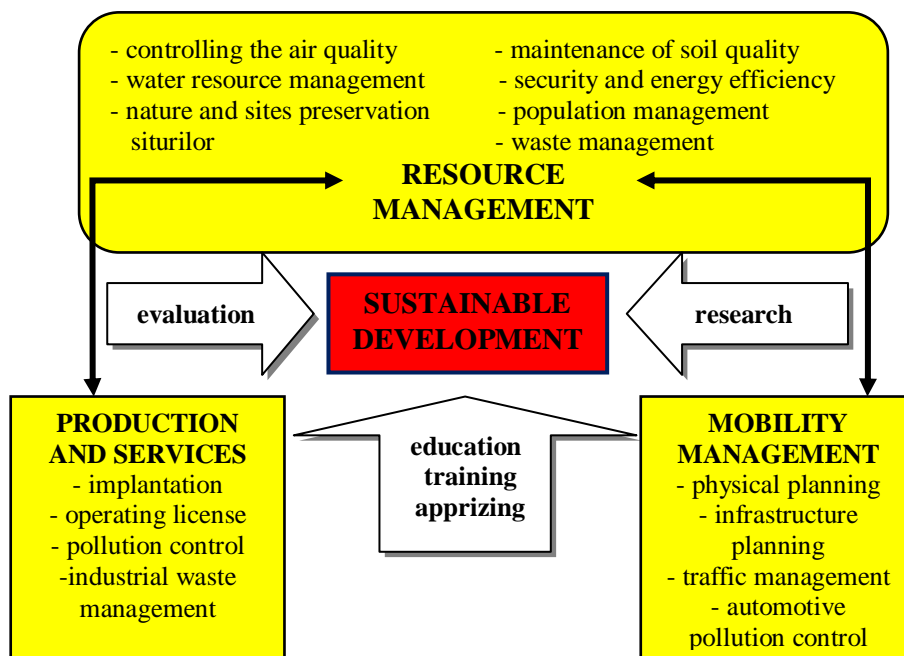 - controlling the air quality
- water resource management
- nature and sites preservation
siturilor
- maintenance of soil quality
- security and energy efficiency
- population management
- waste management
RESOURCE
MANAGEMENT
evaluation
SUSTAINABLE
DEVELOPMENT
research
PRODUCTION
AND SERVICES
- implantation
- operating license
- pollution control
-industrial waste
management
education
training
apprizing
MOBILITY
MANAGEMENT
- physical planning
- infrastructure
planning
- traffic management
- automotive
pollution control